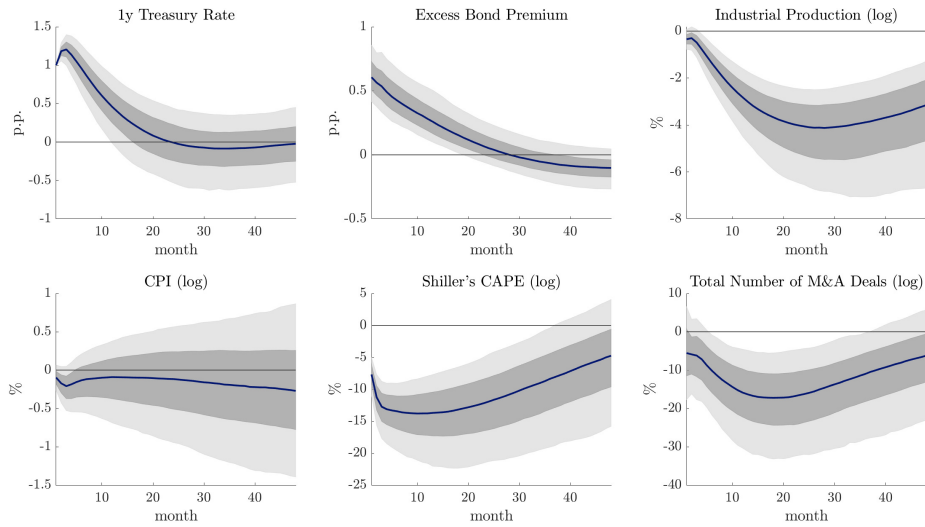 1y Treasury Rate
1.5
1
0.5
0
-0.5
-1
p.p.
10 20 30 40
month
Excess Bond Premium
1
0.5
0
-0.5
p.p.
10 20 30 40
month
Industrial Production (log)
0
-2
-4
-6
-8
%
10 20 30 40
month
CPI (log)
1
0.5
0
-0.5
-1
-1.5
%
10 20 30 40
month
Shiller's CAPE (log)
5
0
-5
-10
-15
-20
-25
%
10 20 30 40
month
Total Number of M&A Deals (log)
10
0
-10
-20
-30
-40
%
10 20 30 40
month